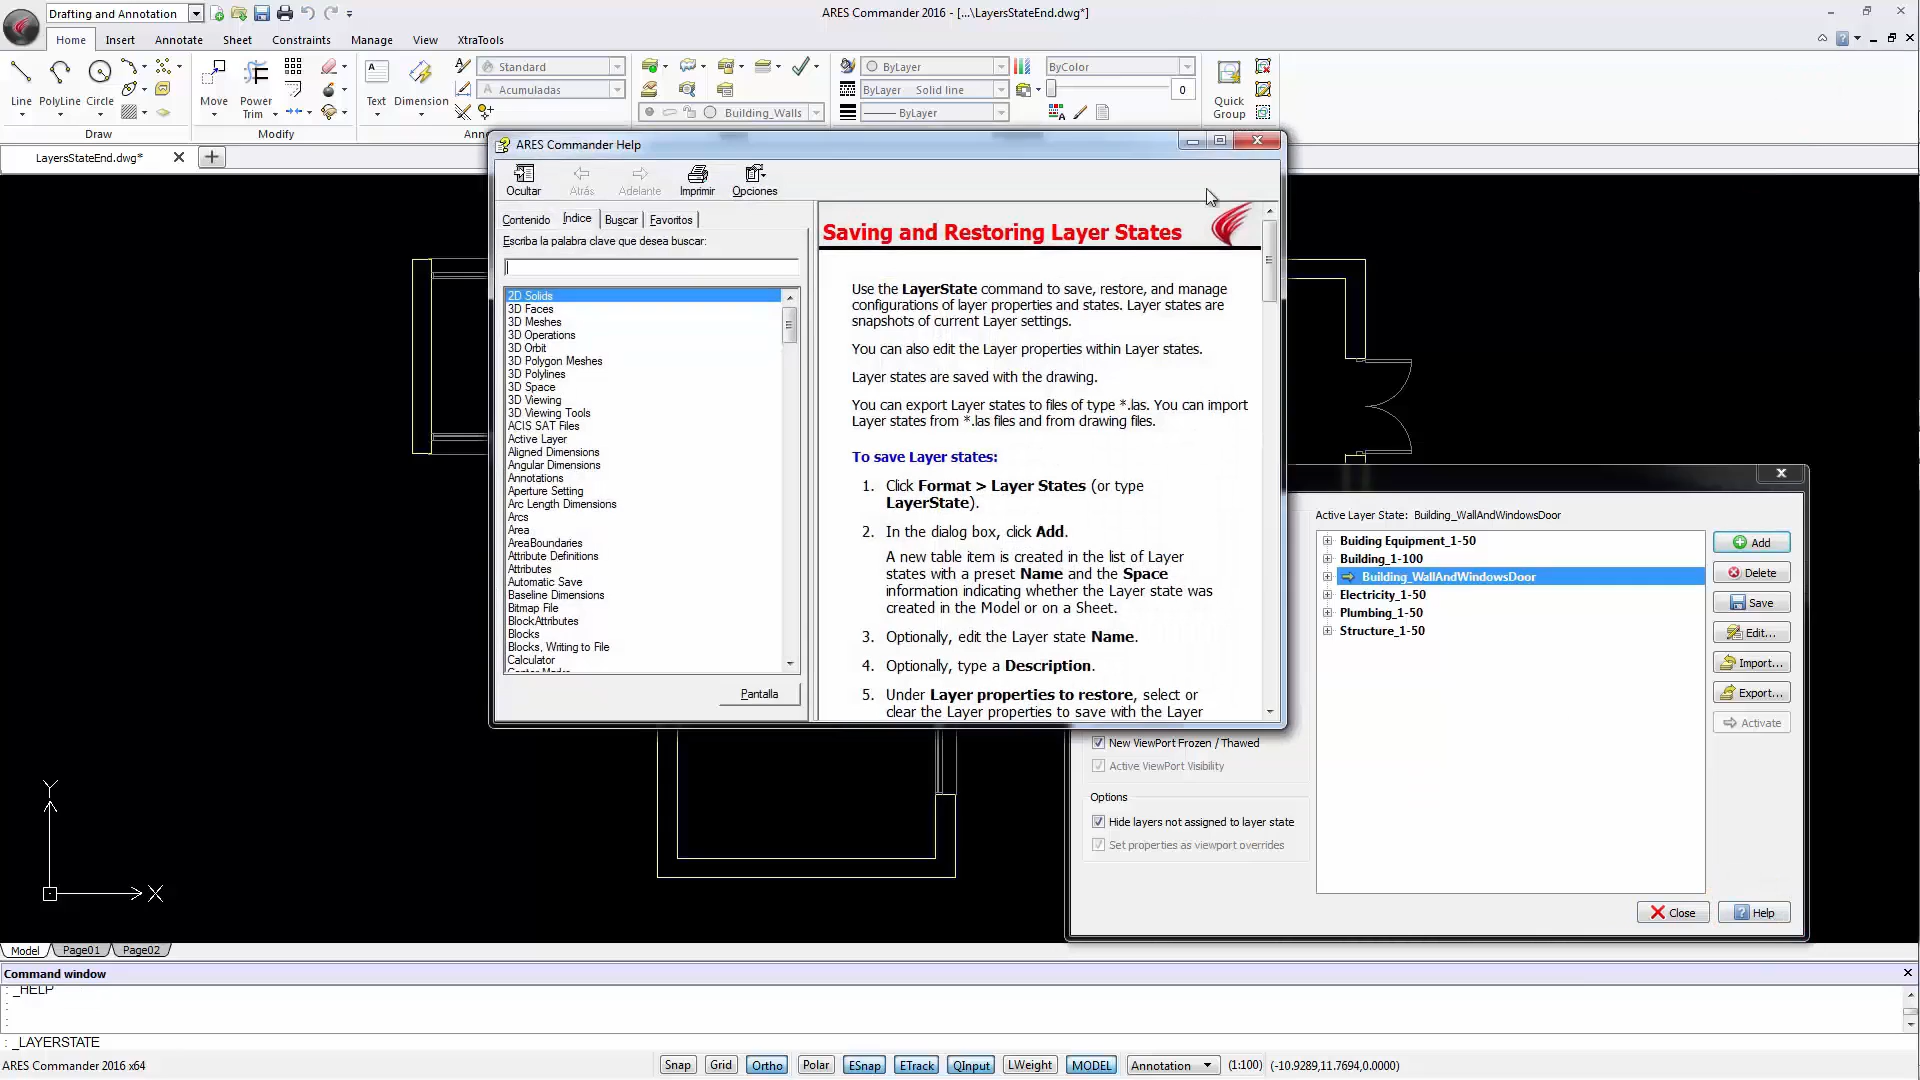 Drafting and Annotation
ARES Commander 2016 - [...\LayersStateEnd.dwg*]
Home Insert Annotate Sheet Constraints Manage View XtraTools
Standard
ByLayer
ByColor
Line PolyLine Circle Move Power Trim Text Dimension
Acumuladas
ByLayer Solid line
0
Quick Group
Building_Walls
ByLayer
Draw Modify
LayersStateEnd.dwg*
ARES Commander Help
Ocultar Atrás Adelante Imprimir Opciones
Contenido Índice Buscar Favoritos
Escriba la palabra clave que desea buscar:
2D Solids
3D Faces
3D Meshes
3D Operations
3D Orbit
3D Polygon Meshes
3D Polylines
3D Space
3D Viewing
3D Viewing Tools
ACIS SAT Files
Active Layer
Aligned Dimensions
Angular Dimensions
Annotations
Aperture Setting
Arc Length Dimensions
Arcs
Area
AreaBoundaries
Attribute Definitions
Attributes
Automatic Save
Baseline Dimensions
Bitmap File
BlockAttributes
Blocks
Blocks, Writing to File
Calculator
Pantalla
Saving and Restoring Layer States
Use the LayerState command to save, restore, and manage
configurations of layer properties and states. Layer states are
snapshots of current Layer settings.
You can also edit the Layer properties within Layer states.
Layer states are saved with the drawing.
You can export Layer states to files of type *.las. You can import
Layer states from *.las files and from drawing files.
To save Layer states:
1. Click Format > Layer States (or type
LayerState).
2. In the dialog box, click Add.
A new table item is created in the list of Layer
states with a preset Name and the Space
information indicating whether the Layer state was
created in the Model or on a Sheet.
3. Optionally, edit the Layer state Name.
4. Optionally, type a Description.
5. Under Layer properties to restore, select or
clear the Layer properties to save with the Layer
Active Layer State: Building_WallAndWindowsDoor
Buiding Equipment_1-50
Building_1-100
Building_WallAndWindowsDoor
Electricity_1-50
Plumbing_1-50
Structure_1-50
Add
Delete
Save
Edit...
Import...
Export...
Activate
New ViewPort Frozen / Thawed
Active ViewPort Visibility
Options
Hide layers not assigned to layer state
Set properties as viewport overrides
Close Help
Y
X
Model Page01 Page02
Command window
: _HELP
:
:
: _LAYERSTATE
ARES Commander 2016 x64
Snap Grid Ortho Polar ESnap ETrack QInput LWeight MODEL Annotation (1:100) (-10.9289,11.7694,0.0000)